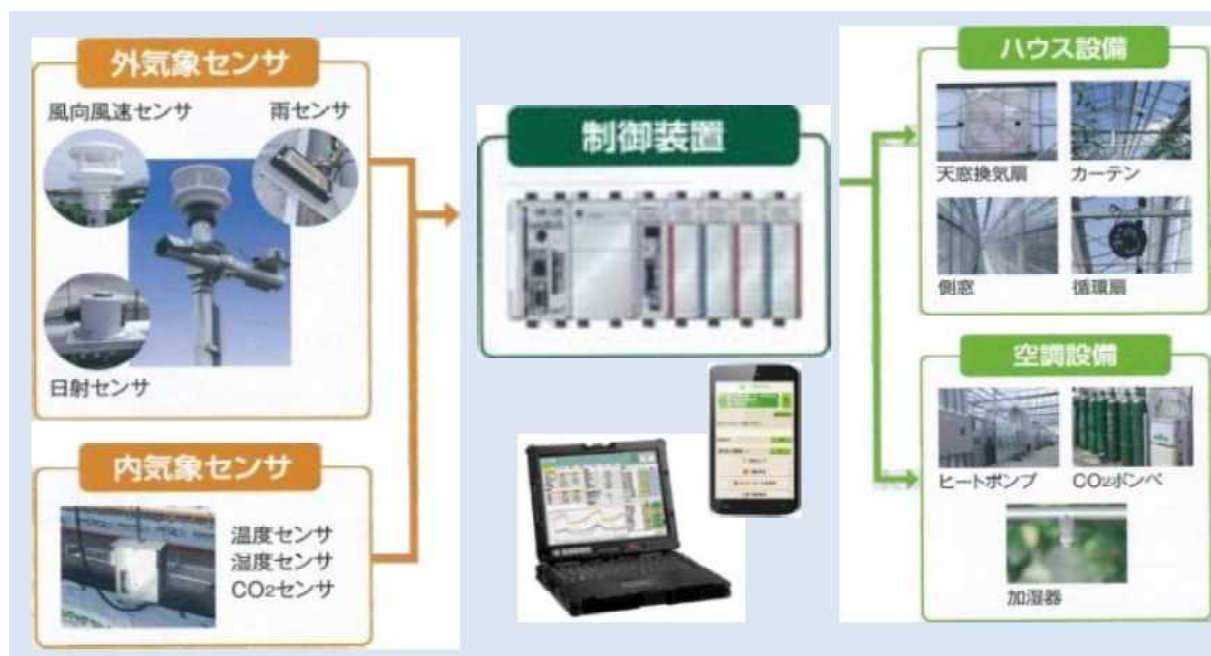 外気象センサ
風向風速センサ
雨センサ
日射センサ
内気象センサ
温度センサ
湿度センサ
CO2センサ
制御装置
ハウス設備
天窓換気扇
カーテン
側窓
循環扇
空調設備
ヒートポンプ
CO2ボンベ
加湿器